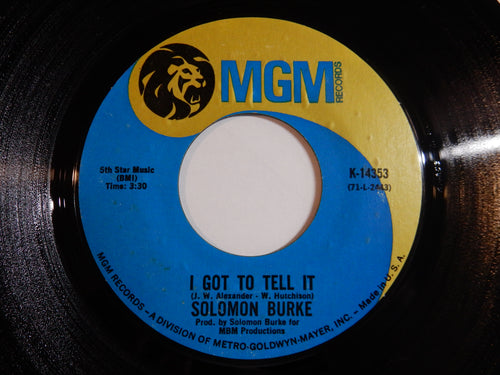 MGM
RECORDS
5th Star Music
(BMI)
Time: 3:30
K-14353
(71-L-2443)
I GOT TO TELL IT
(J. W. Alexander - W. Hutchison)
SOLOMON BURKE
Prod. by Solomon Burke for
MBM Productions
MGM RECORDS - A DIVISION OF METRO-GOLDWYN-MAYER, INC. - Made in U. S. A.